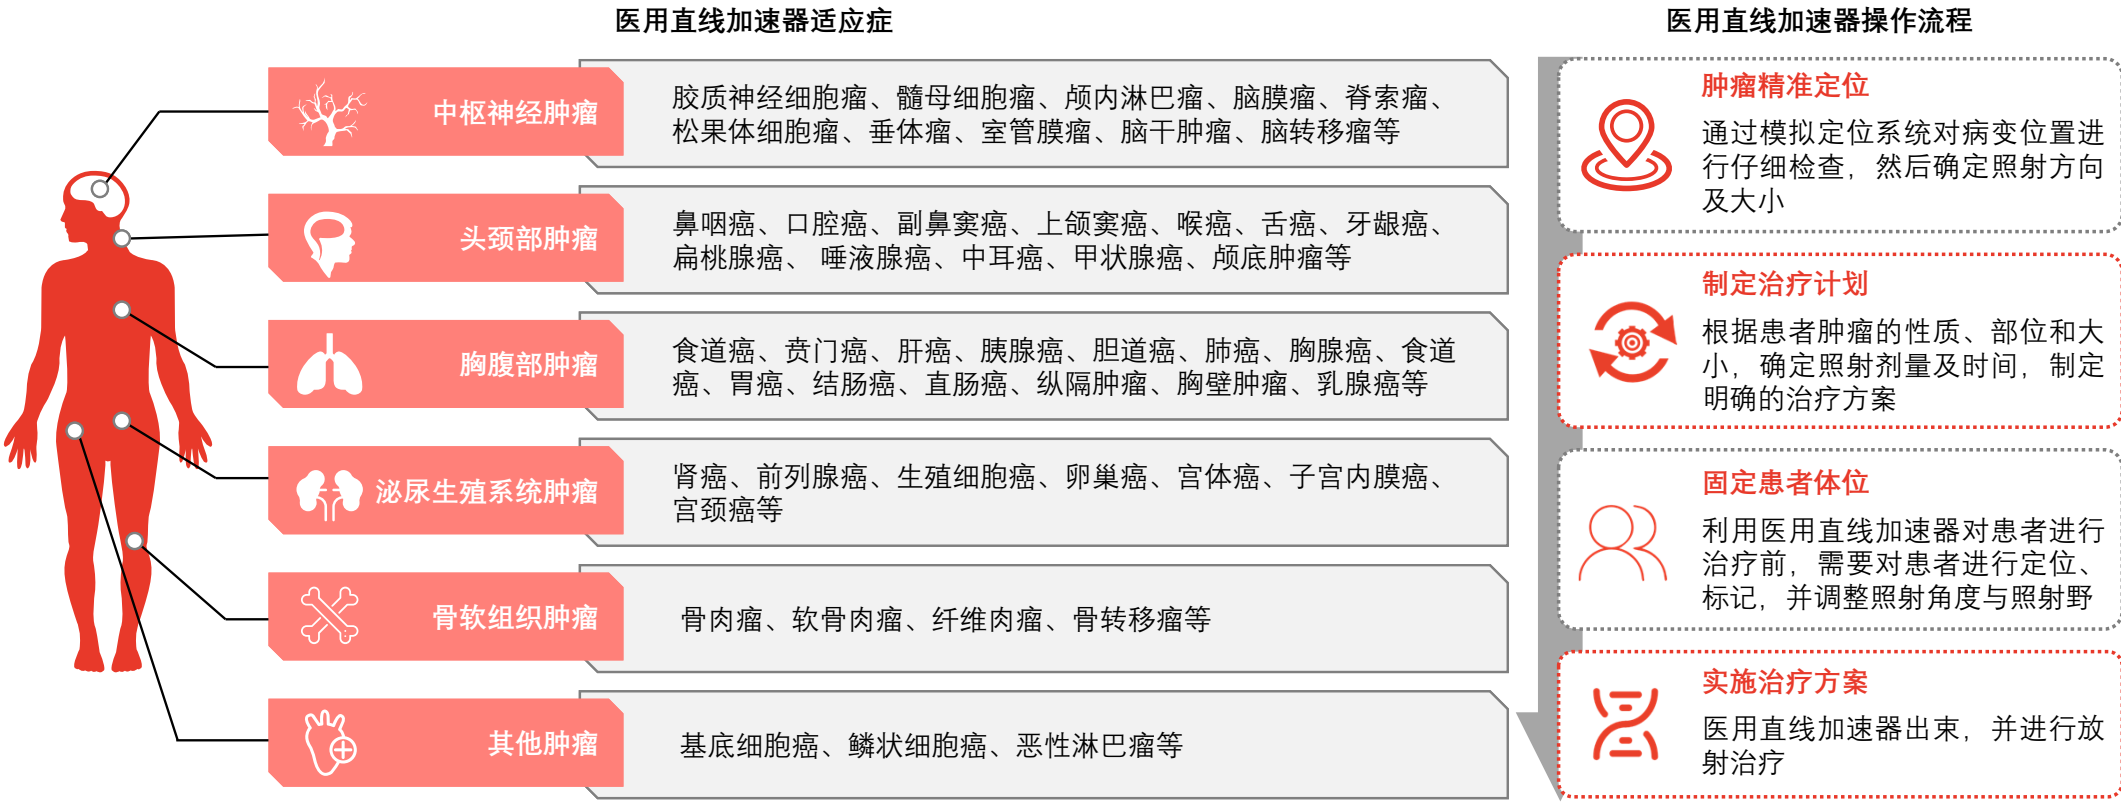 医用直线加速器适应症
中枢神经肿瘤
胶质神经细胞瘤、髓母细胞瘤、颅内淋巴瘤、脑膜瘤、脊索瘤、
松果体细胞瘤、垂体瘤、室管膜瘤、脑干肿瘤、脑转移瘤等
头颈部肿瘤
鼻咽癌、口腔癌、副鼻窦癌、上颌窦癌、喉癌、舌癌、牙龈癌、
扁桃腺癌、 唾液腺癌、中耳癌、甲状腺癌、颅底肿瘤等
胸腹部肿瘤
食道癌、贲门癌、肝癌、胰腺癌、胆道癌、肺癌、胸腺癌、食道
癌、胃癌、结肠癌、直肠癌、纵隔肿瘤、胸壁肿瘤、乳腺癌等
泌尿生殖系统肿瘤
肾癌、前列腺癌、生殖细胞癌、卵巢癌、宫体癌、子宫内膜癌、
宫颈癌等
骨软组织肿瘤
骨肉瘤、软骨肉瘤、纤维肉瘤、骨转移瘤等
其他肿瘤
基底细胞癌、鳞状细胞癌、恶性淋巴瘤等
医用直线加速器操作流程
肿瘤精准定位
通过模拟定位系统对病变位置进
行仔细检查，然后确定照射方向
及大小
制定治疗计划
根据患者肿瘤的性质、部位和大
小，确定照射剂量及时间，制定
明确的治疗方案
固定患者体位
利用医用直线加速器对患者进行
治疗前，需要对患者进行定位、
标记，并调整照射角度与照射野
实施治疗方案
医用直线加速器出束，并进行放
射治疗